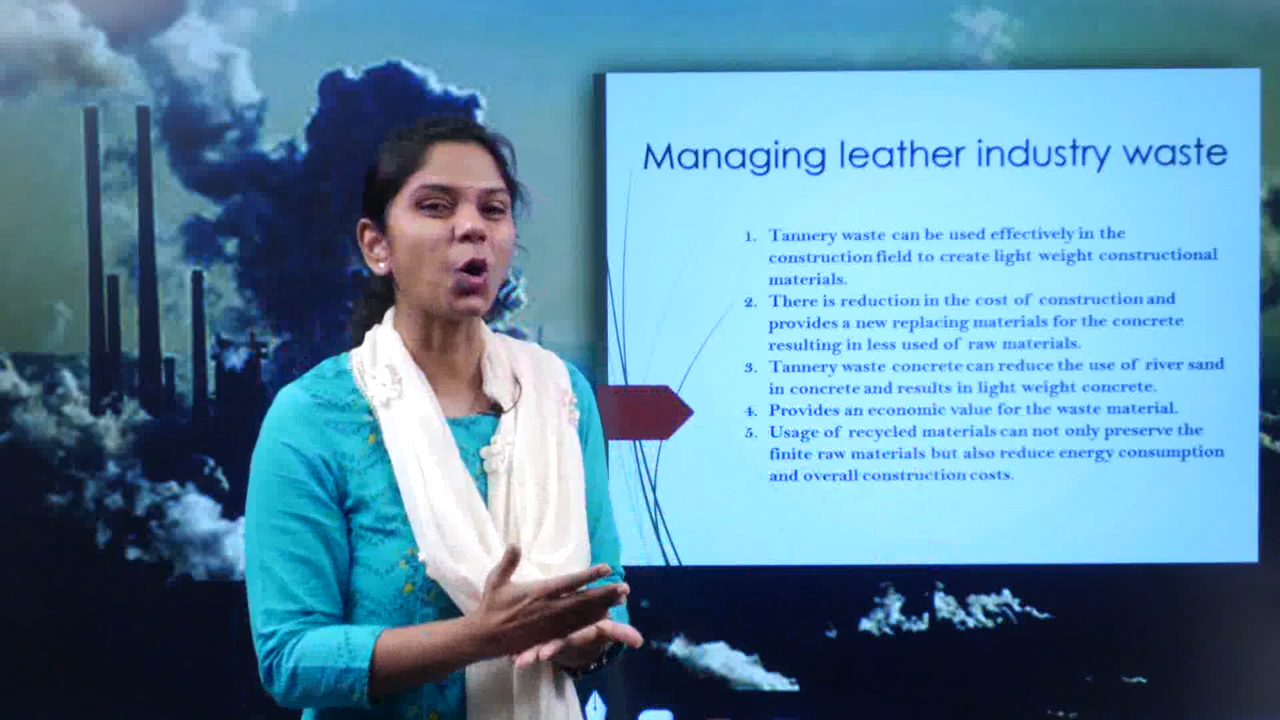 Managing leather industry waste
1. Tannery waste can be used effectively in the
construction field to create light weight constructional
materials.
2. There is reduction in the cost of construction and
provides a new replacing materials for the concrete
resulting in less used of raw materials.
3. Tannery waste concrete can reduce the use of river sand
in concrete and results in light weight concrete.
4. Provides an economic value for the waste material.
5. Usage of recycled materials can not only preserve the
finite raw materials but also reduce energy consumption
and overall construction costs.